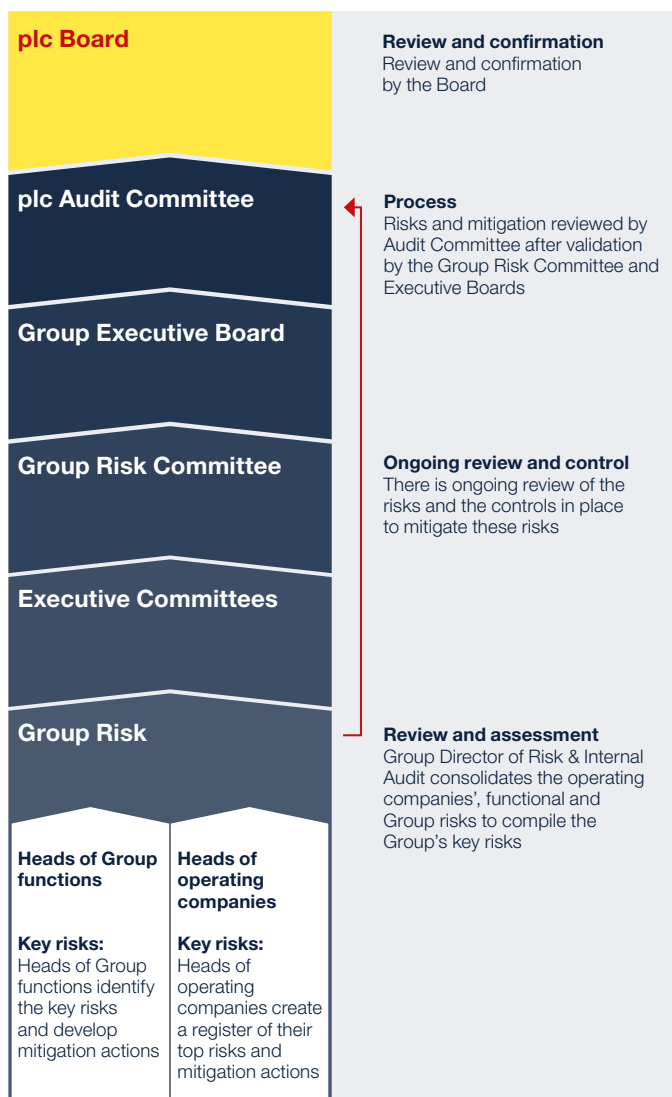 plc Board
Review and confirmation
Review and confirmation
by the Board
plc Audit Committee
Process
Risks and mitigation reviewed by
Audit Committee after validation
by the Group Risk Committee and
Executive Boards
Group Executive Board
Group Risk Committee
Ongoing review and control
There is ongoing review of the
risks and the controls in place
to mitigate these risks
Executive Committees
Group Risk
Review and assessment
Group Director of Risk & Internal
Audit consolidates the operating
companies’, functional and
Group risks to compile the
Group’s key risks
Heads of Group
functions
Key risks:
Heads of Group
functions identify
the key risks
and develop
mitigation actions
Heads of
operating
companies
Key risks:
Heads of
operating
companies create
a register of their
top risks and
mitigation actions